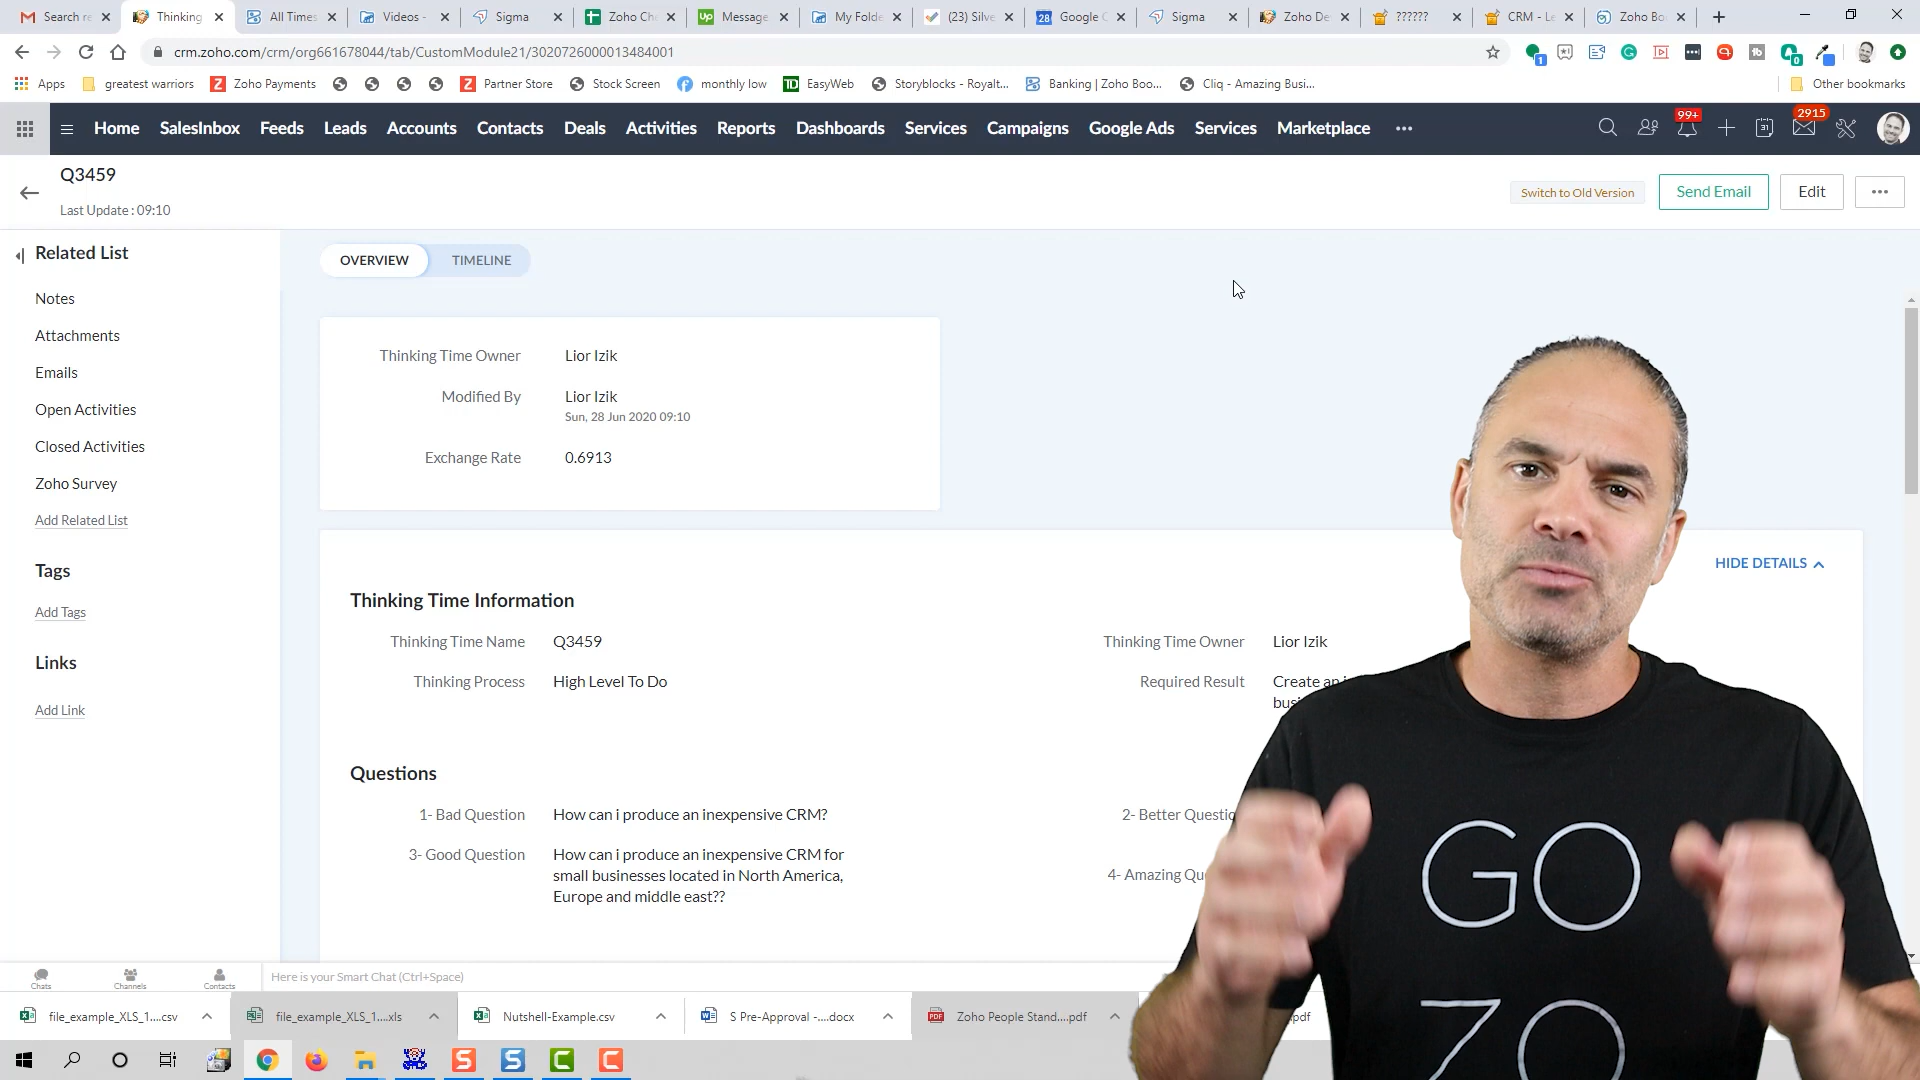 Search re
Thinking
All Times
Videos -
Sigma
Zoho Ch
Message
My Folde
(23) Silve
Google C
Sigma
Zoho De
??????
CRM - Le
Zoho Bo
crm.zoho.com/crm/org661678044/tab/CustomModule21/3020726000013484001
Apps
greatest warriors
Zoho Payments
Partner Store
Stock Screen
monthly low
EasyWeb
Storyblocks - Royalt...
Banking | Zoho Boo...
Cliq - Amazing Busi...
Other bookmarks
Home
SalesInbox
Feeds
Leads
Accounts
Contacts
Deals
Activities
Reports
Dashboards
Services
Campaigns
Google Ads
Services
Marketplace
99+
2915
Q3459
Last Update : 09:10
Switch to Old Version
Send Email
Edit
Related List
Notes
Attachments
Emails
Open Activities
Closed Activities
Zoho Survey
Add Related List
Tags
Add Tags
Links
Add Link
OVERVIEW
TIMELINE
Thinking Time Owner Lior Izik
Modified By Lior Izik
Sun, 28 Jun 2020 09:10
Exchange Rate 0.6913
HIDE DETAILS
Thinking Time Information
Thinking Time Name Q3459
Thinking Time Owner Lior Izik
Thinking Process High Level To Do
Required Result Create an
busi
Questions
1- Bad Question How can i produce an inexpensive CRM?
2- Better Questio
3- Good Question How can i produce an inexpensive CRM for
small businesses located in North America,
Europe and middle east??
4- Amazing Qu
GO
ZO
Chats
Channels
Contacts
Here is your Smart Chat (Ctrl+Space)
file_example_XLS_1....csv
file_example_XLS_1....xls
Nutshell-Example.csv
S Pre-Approval -....docx
Zoho People Stand....pdf
.pdf